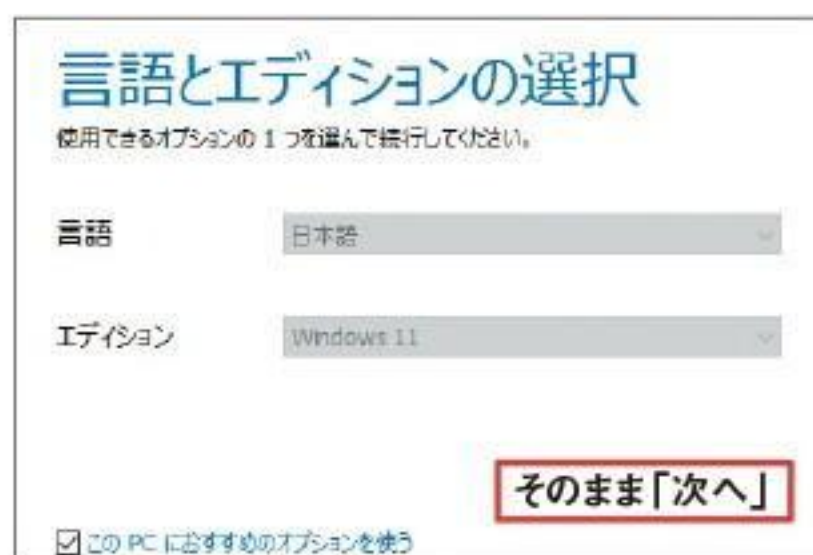 言語とエディションの選択
使用できるオプションの 1 つを選んで続行してください。
言語 日本語
エディション Windows 11
そのまま「次へ」
この PC におすすめのオプションを使う